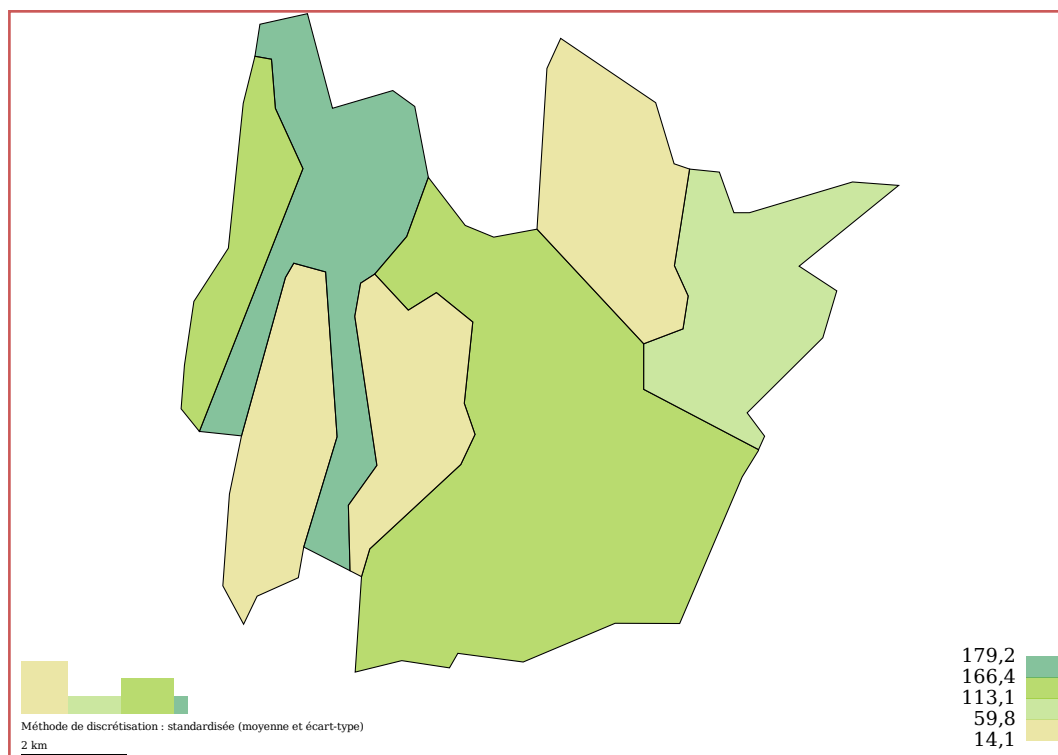 179,2
166,4
113,1
59,8
14,1
Méthode de discrétisation : standardisée (moyenne et écart-type)
2 km